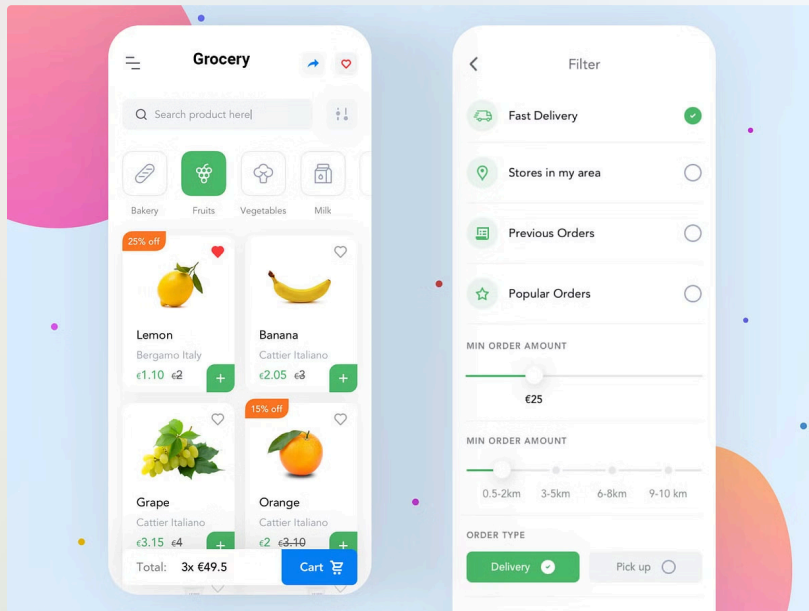 Grocery
Search product here
Bakery
Fruits
Vegetables
Milk
25% off
Lemon
Bergamo Italy
€1.10 €2
+
Banana
Cattier Italiano
€2.05 €3
+
Grape
Cattier Italiano
€3.15 €4
+
15% off
Orange
Cattier Italiano
€2 €3.10
+
Total: 3x €49.5
Cart
Filter
Fast Delivery
Stores in my area
Previous Orders
Popular Orders
MIN ORDER AMOUNT
€25
MIN ORDER AMOUNT
0.5-2km 3-5km 6-8km 9-10 km
ORDER TYPE
Delivery
Pick up